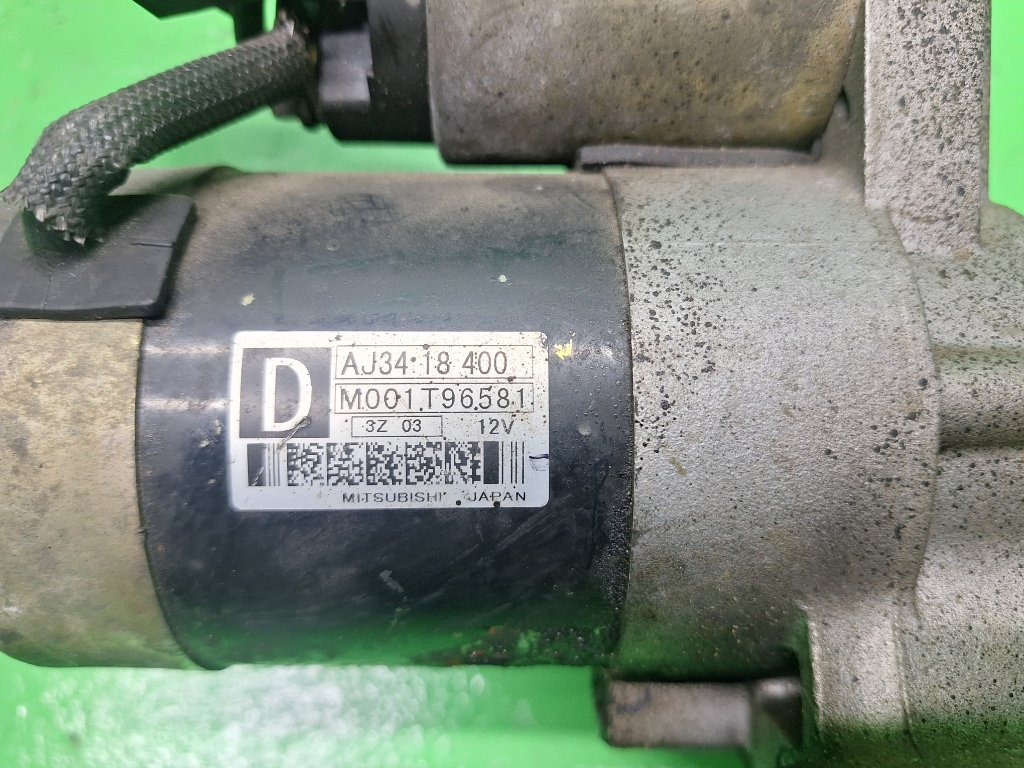 D
AJ34 18 400
M001T96581
3Z 03 12V
MITSUBISHI JAPAN